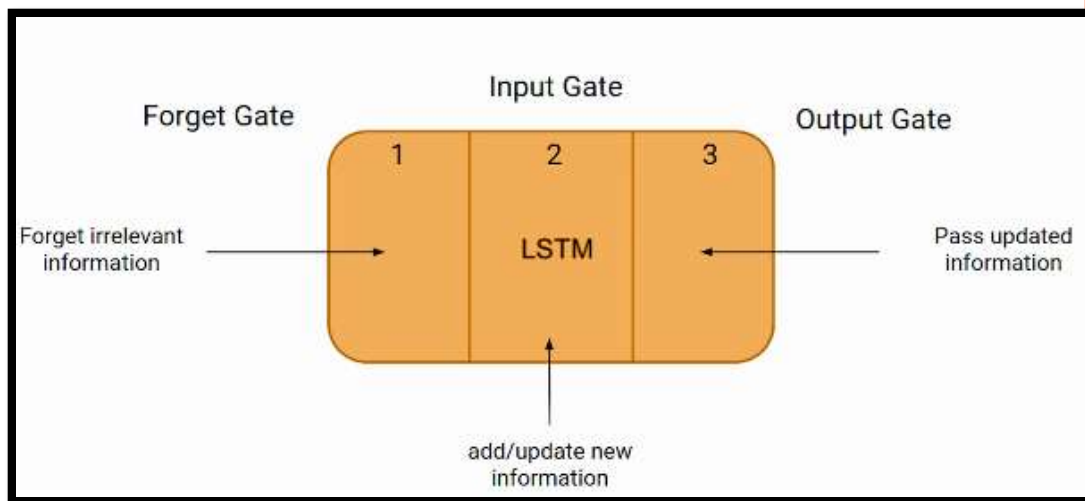 Input Gate
Forget Gate
Output Gate
1
2
3
LSTM
Forget irrelevant
information
Pass updated
information
add/update new
information